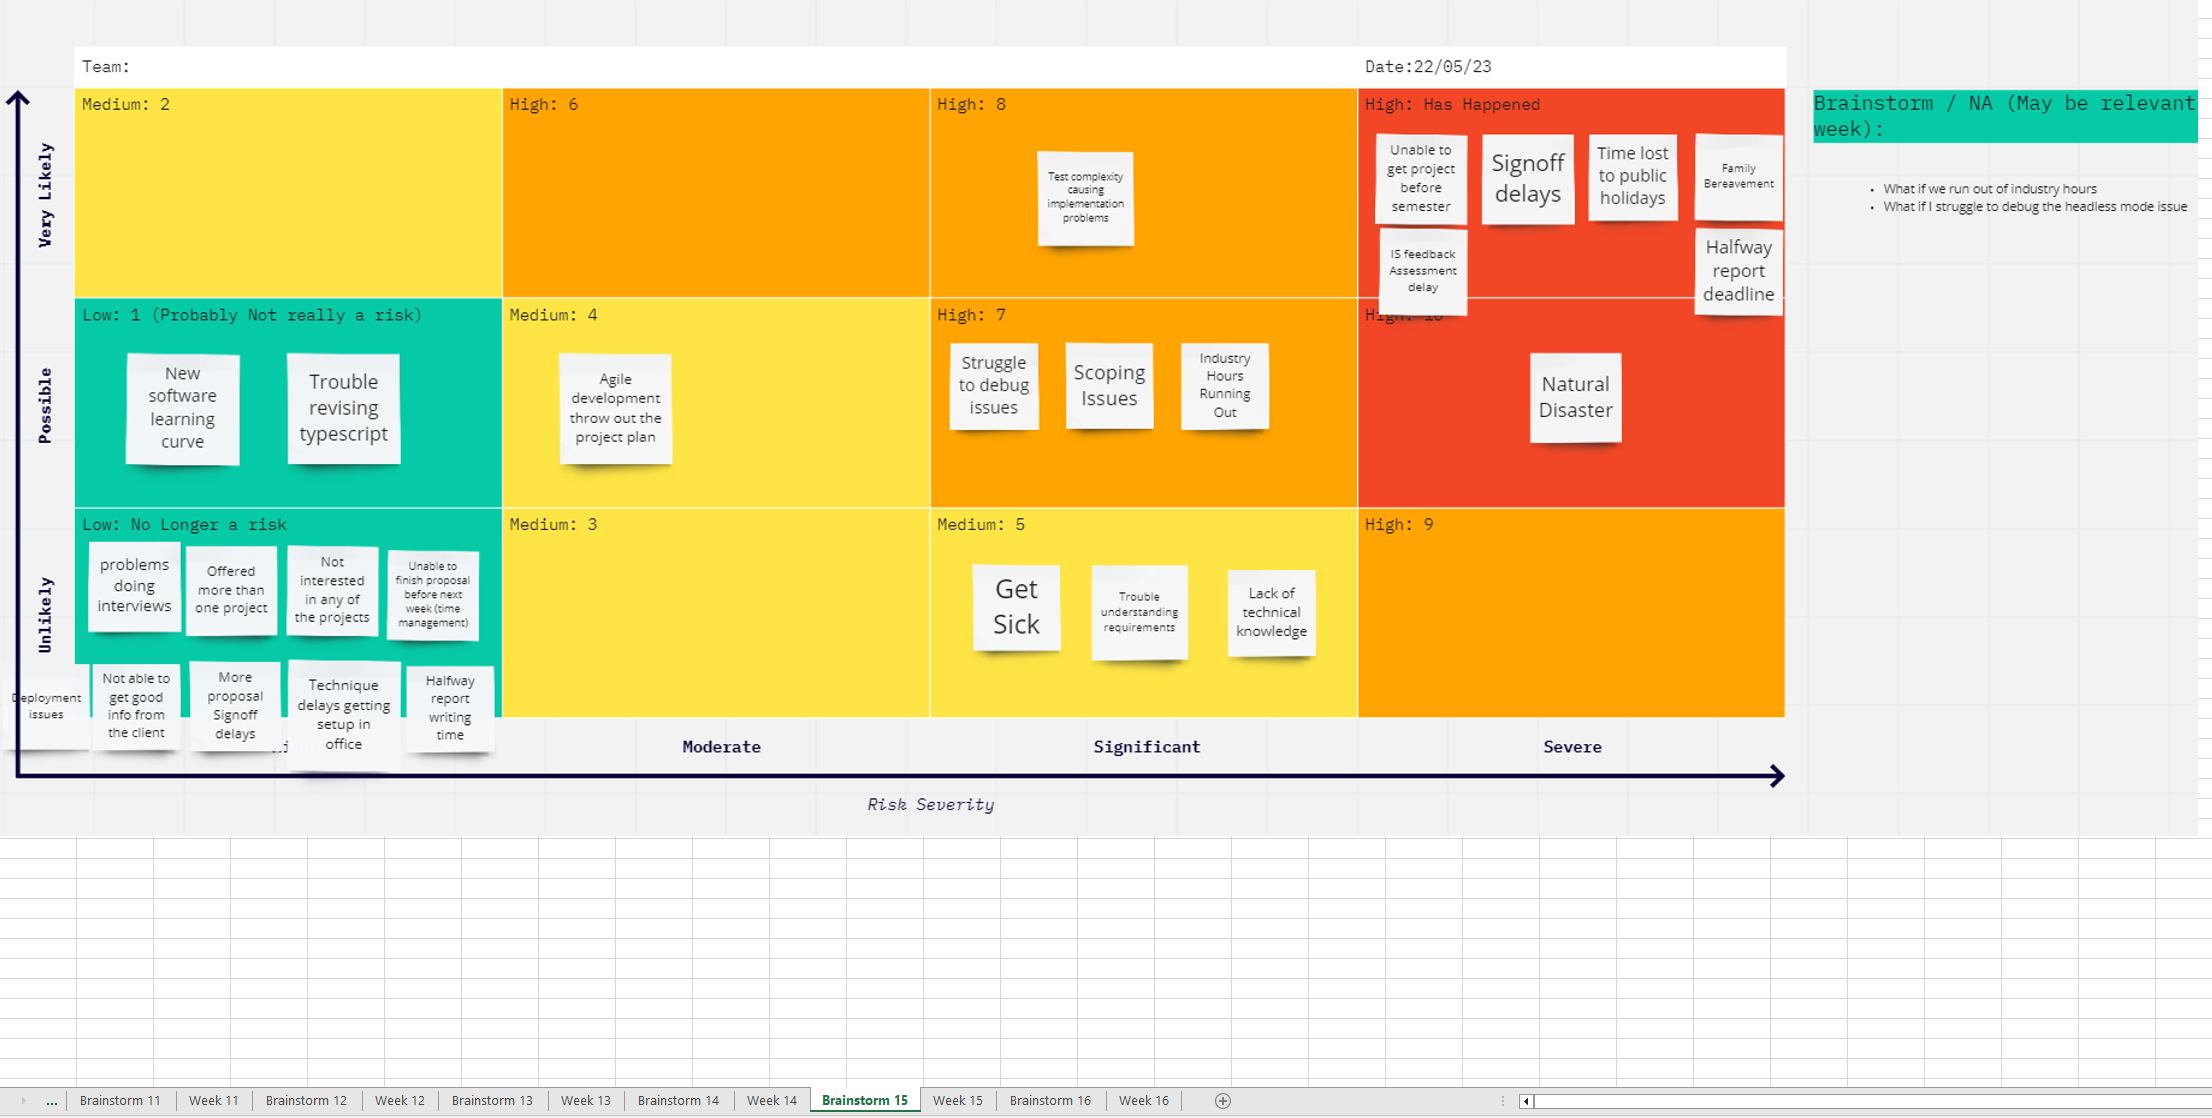 Team:
Date:22/05/23
Medium: 2
High: 6
High: 8
High: Has Happened
Brainstorm / NA (May be relevant
week):
Very Likely
Test complexity
causing
implementation
problems
Unable to
get project
before
semester
Signoff
delays
Time lost
to public
holidays
Family
Bereavement
IS feedback
Assessment
delay
Halfway
report
deadline
• What if we run out of industry hours
• What if I struggle to debug the headless mode issue
Possible
Low: 1 (Probably Not really a risk)
Medium: 4
High: 7
High: 10
New
software
learning
curve
Trouble
revising
typescript
Agile
development
throw out the
project plan
Struggle
to debug
issues
Scoping
Issues
Industry
Hours
Running
Out
Natural
Disaster
Unlikely
Low: No Longer a risk
Medium: 3
Medium: 5
High: 9
problems
doing
interviews
Offered
more than
one project
Not
interested
in any of
the projects
Unable to
finish proposal
before next
week (time
management)
Get
Sick
Trouble
understanding
requirements
Lack of
technical
knowledge
Deployment
issues
Not able to
get good
info from
the client
More
proposal
Signoff
delays
Technique
delays getting
setup in
office
Halfway
report
writing
time
Moderate
Significant
Severe
Risk Severity
...
Brainstorm 11
Week 11
Brainstorm 12
Week 12
Brainstorm 13
Week 13
Brainstorm 14
Week 14
Brainstorm 15
Week 15
Brainstorm 16
Week 16